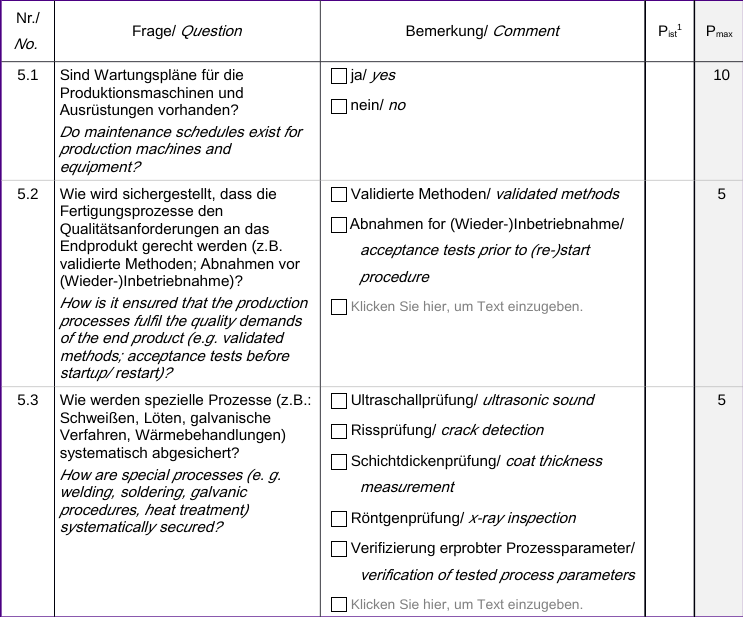 Nr./ Frage/ Question Bemerkung/ Comment Pist1 Pmax
No.
5.1 Sind Wartungspläne für die ja/ yes 10
Produktionsmaschinen und nein/ no
Ausrüstungen vorhanden?
Do maintenance schedules exist for
production machines and
equipment?
5.2 Wie wird sichergestellt, dass die Validierte Methoden/ validated methods 5
Fertigungsprozesse den
Qualitätsanforderungen an das Abnahmen for (Wieder-)Inbetriebnahme/
Endprodukt gerecht werden (z.B. acceptance tests prior to (re-)start
validierte Methoden; Abnahmen vor procedure
(Wieder-)Inbetriebnahme)?
How is it ensured that the production Klicken Sie hier, um Text einzugeben.
processes fulfil the quality demands
of the end product (e.g. validated
methods; acceptance tests before
startup/ restart)?
5.3 Wie werden spezielle Prozesse (z.B.: Ultraschallprüfung/ ultrasonic sound 5
Schweißen, Löten, galvanische
Verfahren, Wärmebehandlungen) Rissprüfung/ crack detection
systematisch abgesichert? Schichtdickenprüfung/ coat thickness
How are special processes (e. g. measurement
welding, soldering, galvanic
procedures, heat treatment) Röntgenprüfung/ x-ray inspection
systematically secured?
Verifizierung erprobter Prozessparameter/
verification of tested process parameters
Klicken Sie hier, um Text einzugeben.